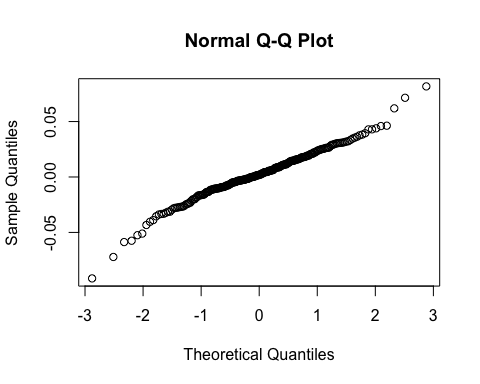 Normal Q-Q Plot
Sample Quantiles
0.05
0.00
-0.05
-3 -2 -1 0 1 2 3
Theoretical Quantiles